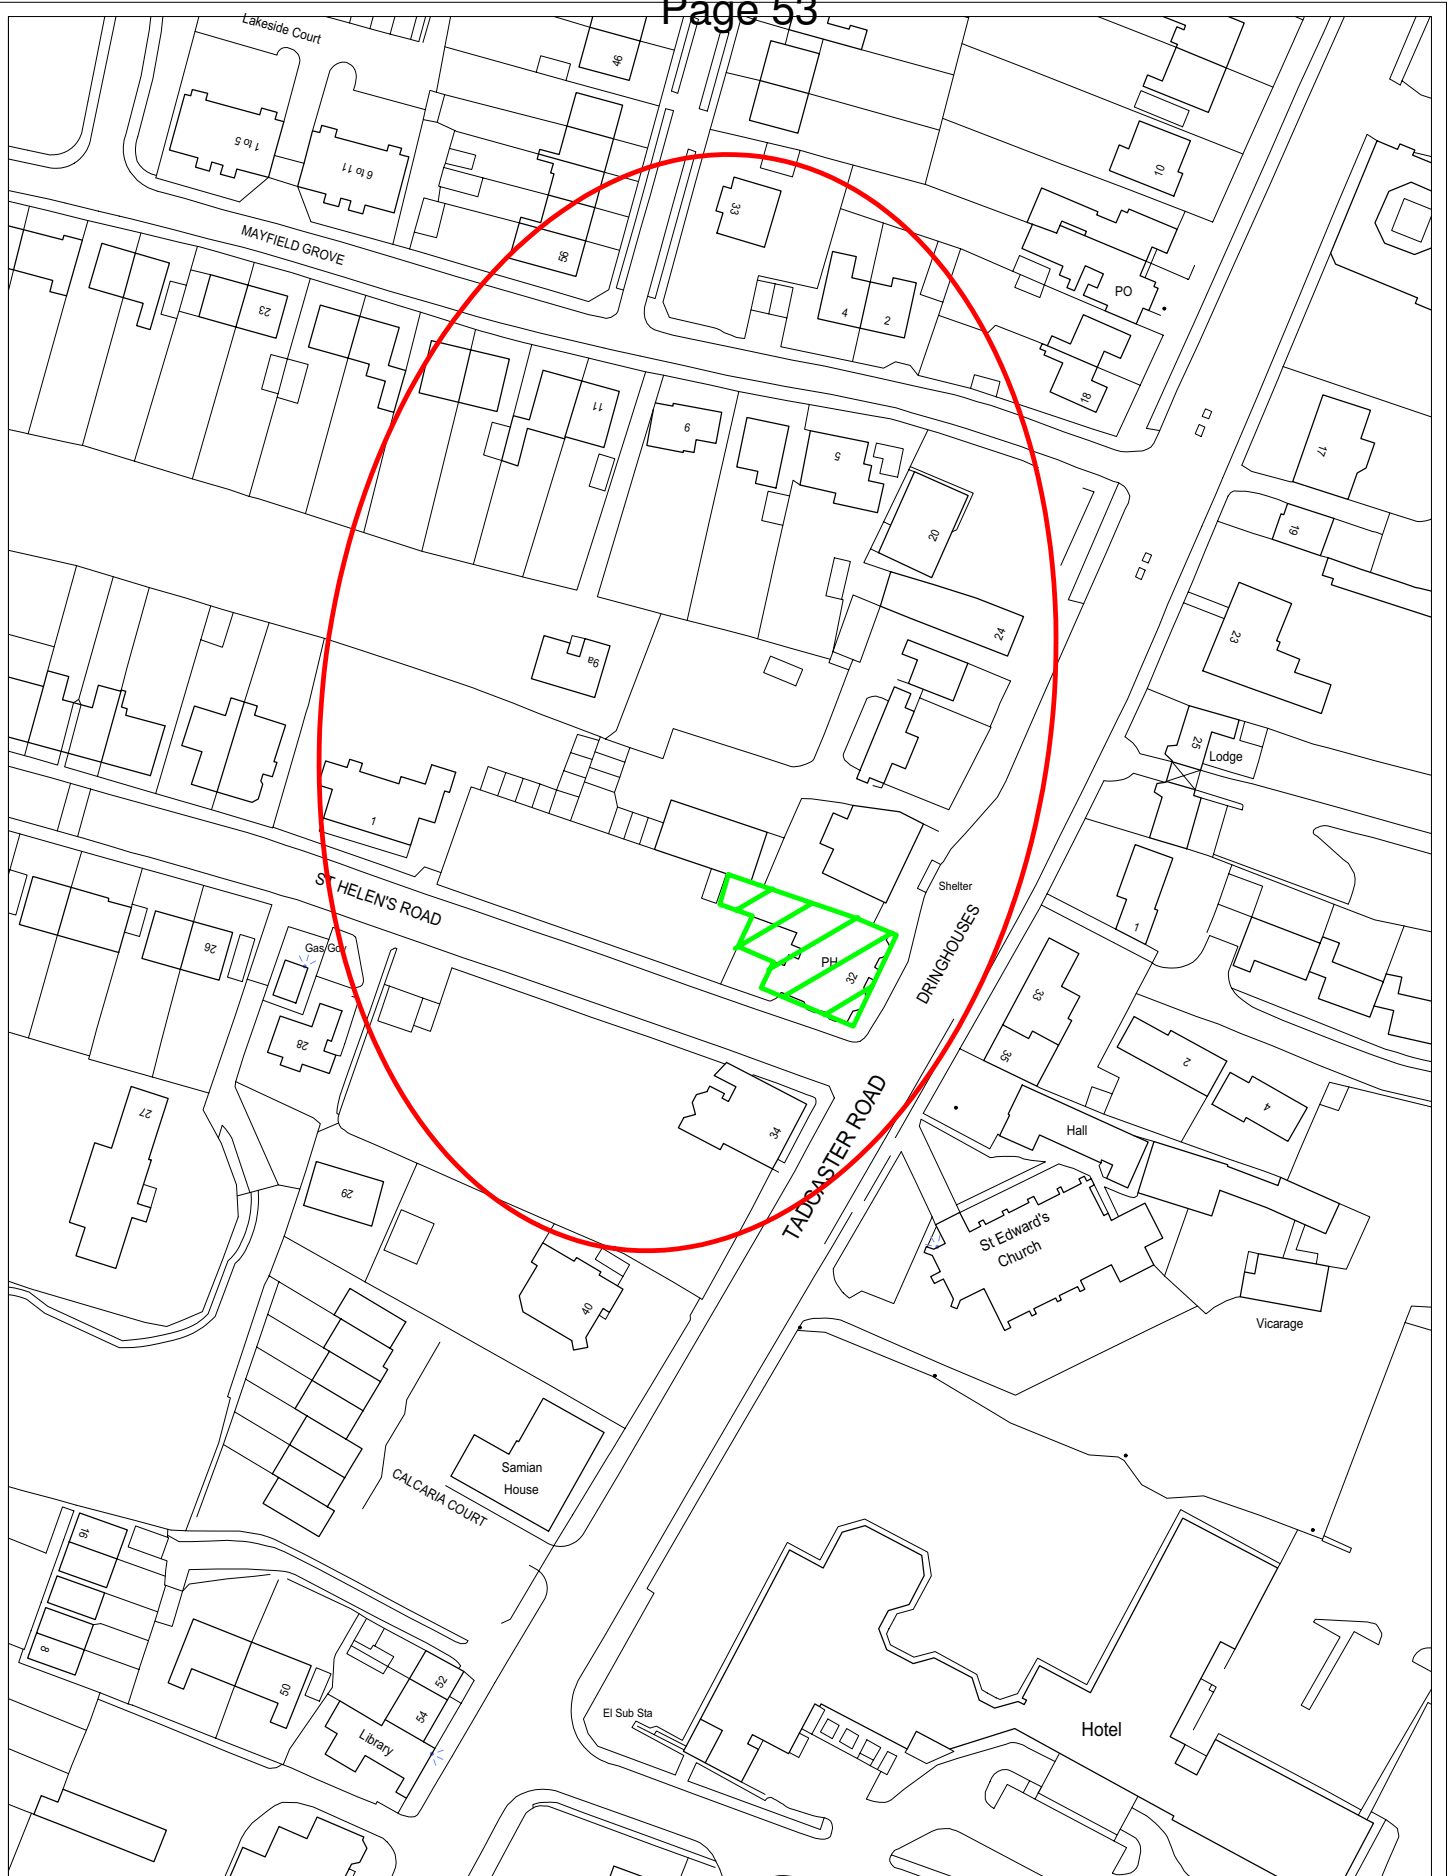 Page 53
Lakeside Court
46
1 to 5
6 to 11
10
33
MAYFIELD GROVE
56
PO
23
4
2
18
11
9
5
17
20
19
24
23
9a
25
Lodge
1
ST HELEN'S ROAD
Shelter
DRINGHOUSES
1
26
Gas Gov
PH
32
33
28
35
2
4
27
TADCASTER ROAD
34
Hall
29
St Edward's
Church
40
Vicarage
Samian
House
CALCARIA COURT
16
8
50
52
54
Library
El Sub Sta
Hotel